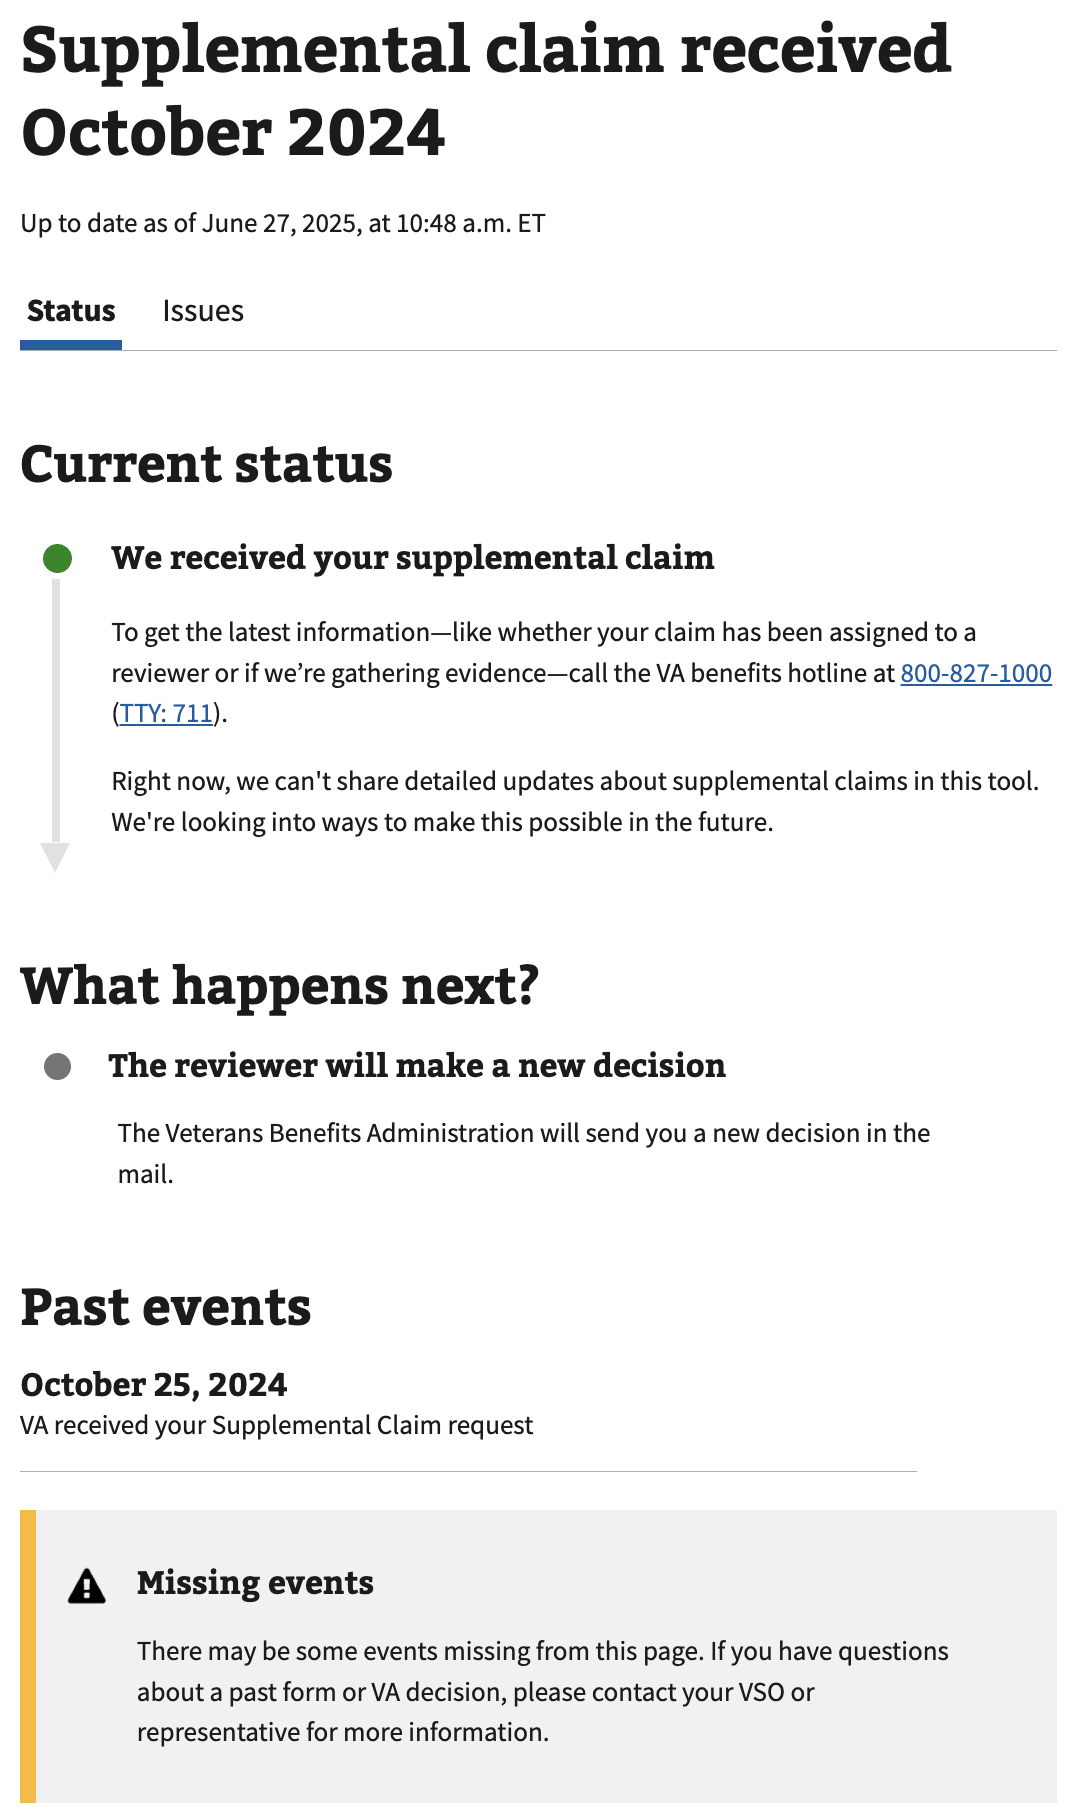 Supplemental claim received
October 2024
Up to date as of June 27, 2025, at 10:48 a.m. ET
Status Issues
Current status
We received your supplemental claim
To get the latest information—like whether your claim has been assigned to a
reviewer or if we’re gathering evidence—call the VA benefits hotline at 800-827-1000
(TTY: 711).
Right now, we can't share detailed updates about supplemental claims in this tool.
We're looking into ways to make this possible in the future.
What happens next?
The reviewer will make a new decision
The Veterans Benefits Administration will send you a new decision in the
mail.
Past events
October 25, 2024
VA received your Supplemental Claim request
Missing events
There may be some events missing from this page. If you have questions
about a past form or VA decision, please contact your VSO or
representative for more information.